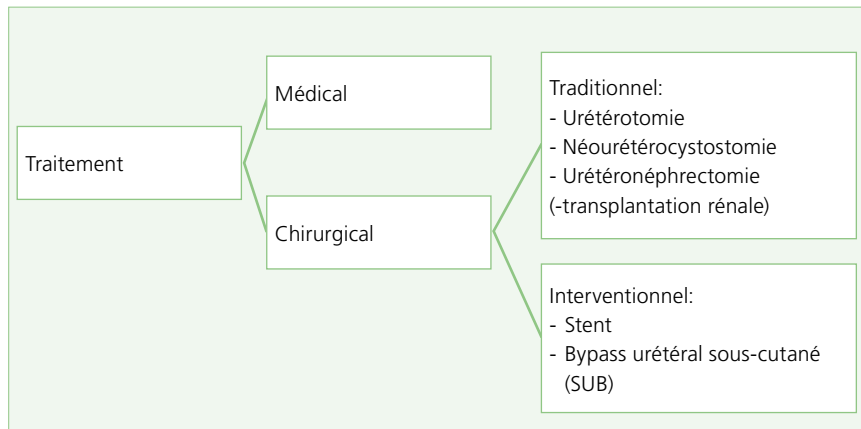 Traitement
Médical
Chirurgical
Traditionnel:
- Urétérotomie
- Néourétérocystostomie
- Urétéronéphrectomie
(-transplantation rénale)
Interventionnel:
- Stent
- Bypass urétéral sous-cutané
(SUB)